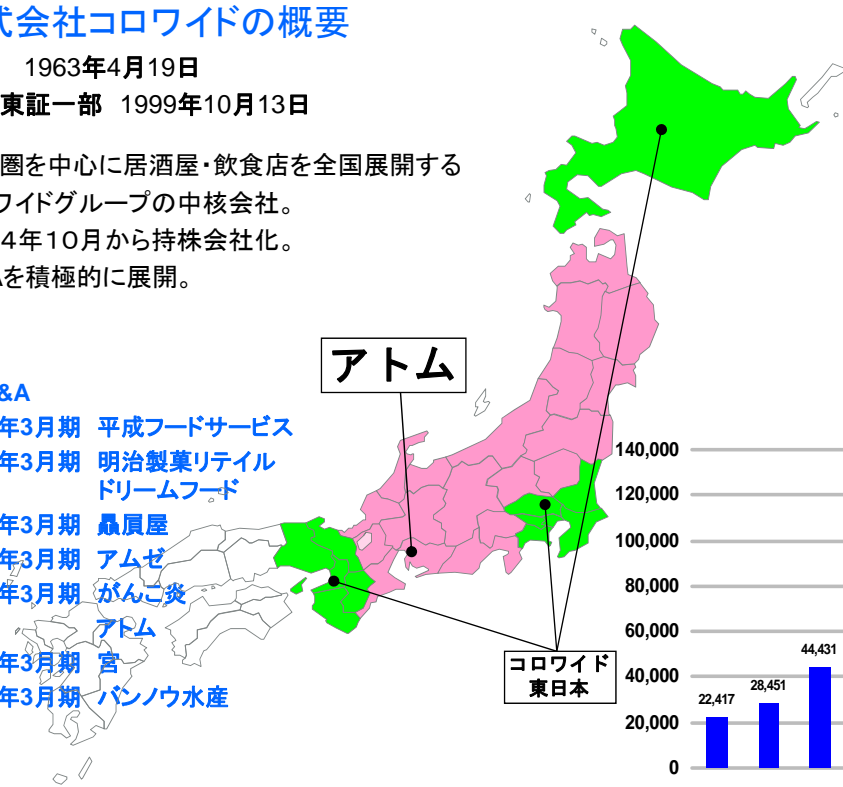 式会社コロワイドの概要
1963年4月19日
東証一部 1999年10月13日
圏を中心に居酒屋・飲食店を全国展開する
ワイドグループの中核会社。
4年10月から持株会社化。
Aを積極的に展開。
アトム
&A
年3月期 平成フードサービス
年3月期 明治製菓リテイル
ドリームフード
年3月期 贔屓屋
年3月期 アムゼ
年3月期 がんこ炎
アトム
年3月期 宮
年3月期 バンノウ水産
コロワイド
東日本
140,000
120,000
100,000
80,000
60,000
40,000
20,000
0
22,417
28,451
44,431